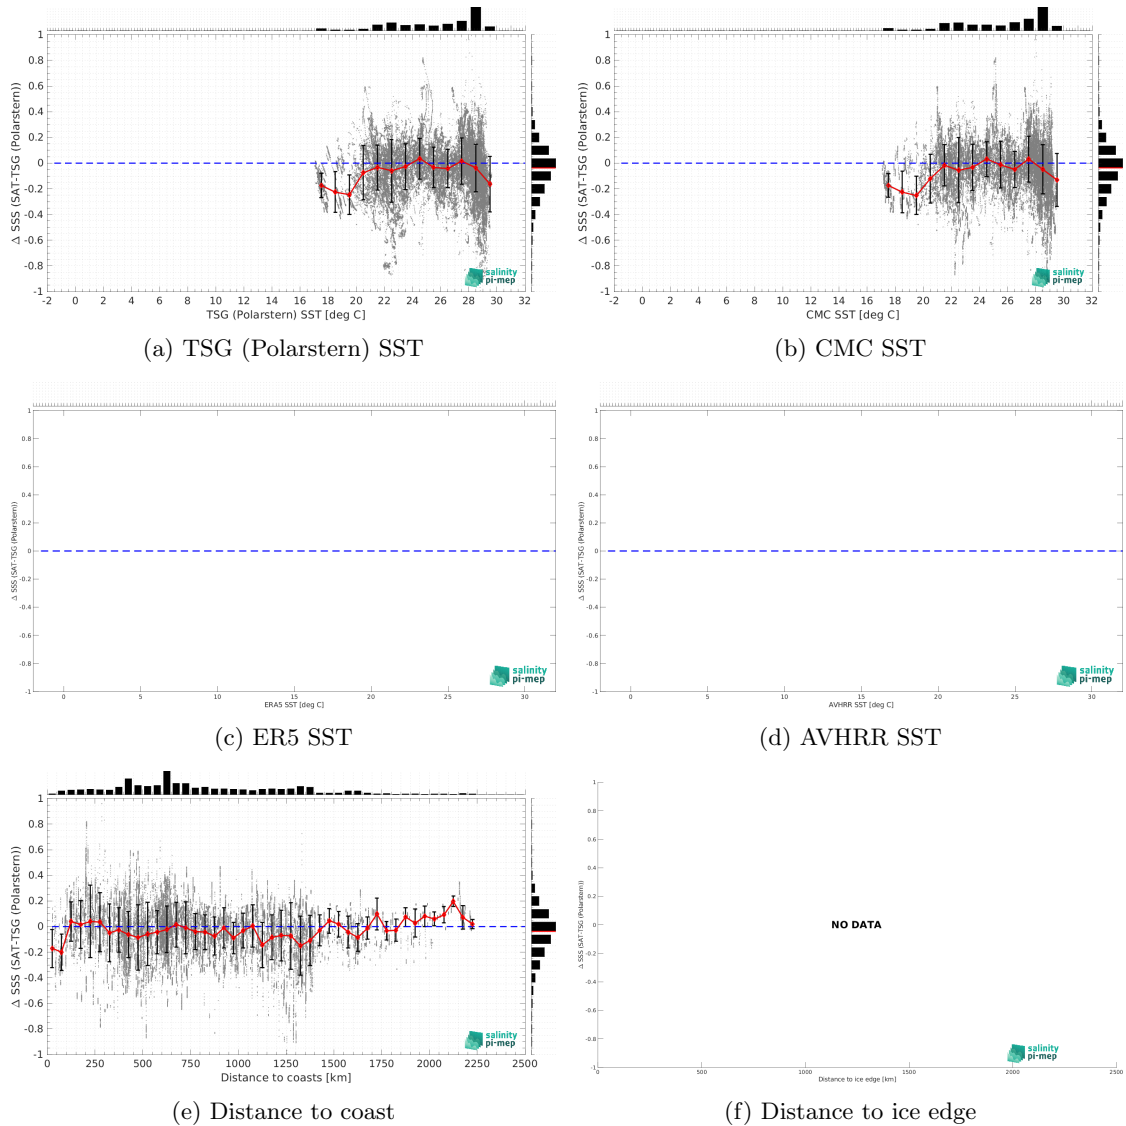 1
0.8
0.6
0.4
0.2
0
-0.2
-0.4
-0.6
-0.8
-1
Δ SSS (SAT-TSG (Polarstern))
salinity
pi-mep
-2 0 2 4 6 8 10 12 14 16 18 20 22 24 26 28 30 32
TSG (Polarstern) SST [deg C]
(a) TSG (Polarstern) SST
1
0.8
0.6
0.4
0.2
0
-0.2
-0.4
-0.6
-0.8
-1
Δ SSS (SAT-TSG (Polarstern))
salinity
pi-mep
-2 0 2 4 6 8 10 12 14 16 18 20 22 24 26 28 30 32
CMC SST [deg C]
(b) CMC SST
1
0.8
0.6
0.4
0.2
0
-0.2
-0.4
-0.6
-0.8
-1
Δ SSS (SAT-TSG (Polarstern))
salinity
pi-mep
0 5 10 15 20 25 30
ERA5 SST [deg C]
(c) ER5 SST
1
0.8
0.6
0.4
0.2
0
-0.2
-0.4
-0.6
-0.8
-1
Δ SSS (SAT-TSG (Polarstern))
salinity
pi-mep
0 5 10 15 20 25 30
AVHRR SST [deg C]
(d) AVHRR SST
1
0.8
0.6
0.4
0.2
0
-0.2
-0.4
-0.6
-0.8
-1
Δ SSS (SAT-TSG (Polarstern))
salinity
pi-mep
0 250 500 750 1000 1250 1500 1750 2000 2250 2500
Distance to coasts [km]
(e) Distance to coast
1
0.8
0.6
0.4
0.2
0
-0.2
-0.4
-0.6
-0.8
-1
Δ SSS (SAT-TSG (Polarstern))
NO DATA
salinity
pi-mep
0 500 1000 1500 2000 2500
Distance to ice edge [km]
(f) Distance to ice edge